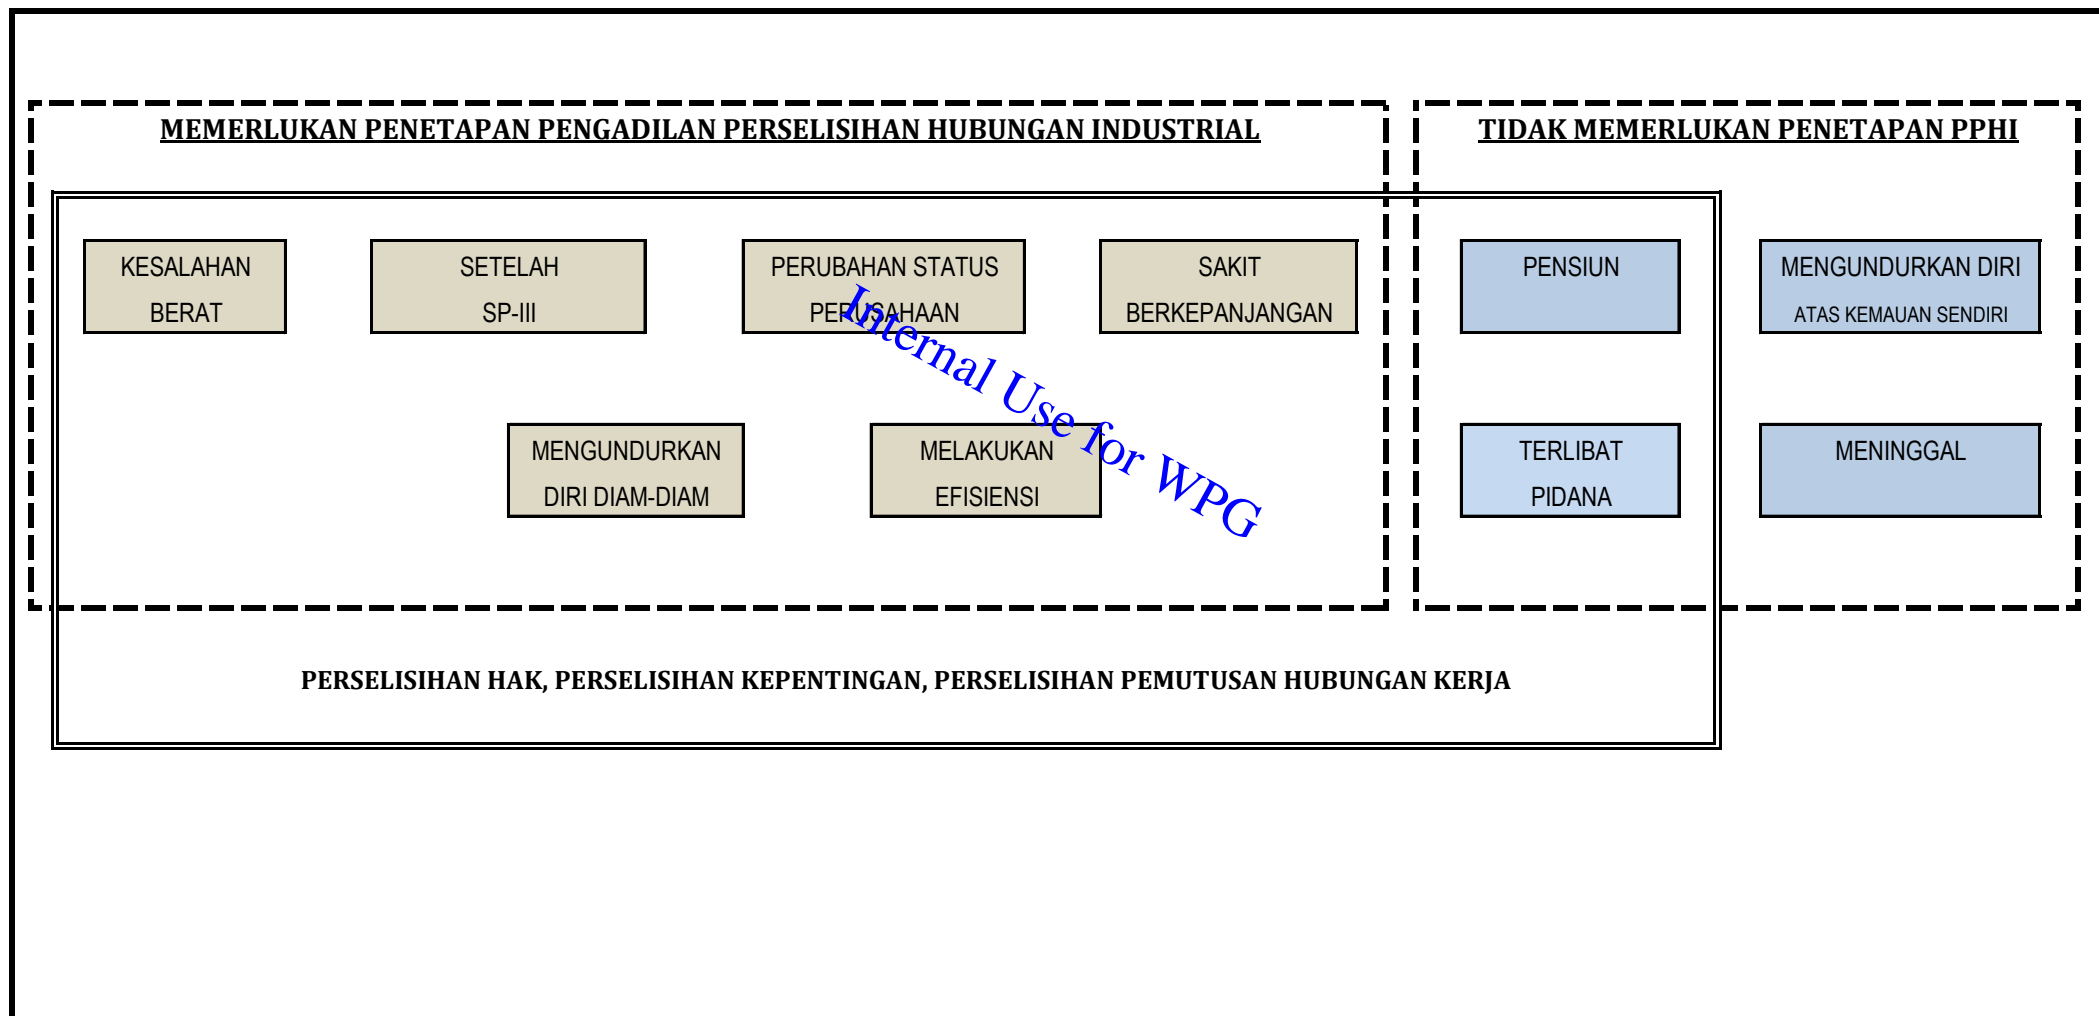 MEMERLUKAN PENETAPAN PENGADILAN PERSELISIHAN HUBUNGAN INDUSTRIAL
TIDAK MEMERLUKAN PENETAPAN PPHI
KESALAHAN
BERAT
SETELAH
SP-III
PERUBAHAN STATUS
PERUSAHAAN
SAKIT
BERKEPANJANGAN
PENSIUN
MENGUNDURKAN DIRI
ATAS KEMAUAN SENDIRI
Internal Use for WPG
MENGUNDURKAN
DIRI DIAM-DIAM
MELAKUKAN
EFISIENSI
TERLIBAT
PIDANA
MENINGGAL
PERSELISIHAN HAK, PERSELISIHAN KEPENTINGAN, PERSELISIHAN PEMUTUSAN HUBUNGAN KERJA